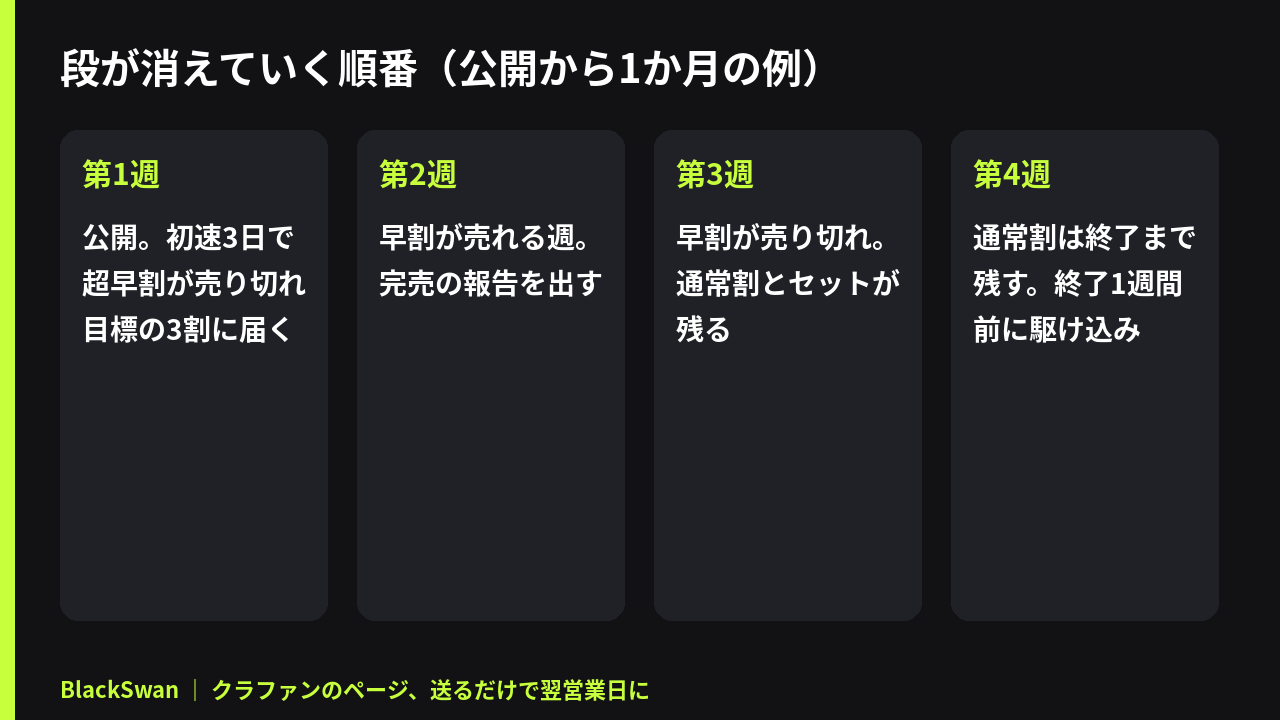 段が消えていく順番（公開から1か月の例）
第1週
公開。初速3日で
超早割が売り切れ
目標の3割に届く
第2週
早割が売れる週。
完売の報告を出す
第3週
早割が売り切れ。
通常割とセットが
残る
第4週
通常割は終了まで
残す。終了1週間
前に駆け込み
BlackSwan｜クラファンのページ、送るだけで翌営業日に